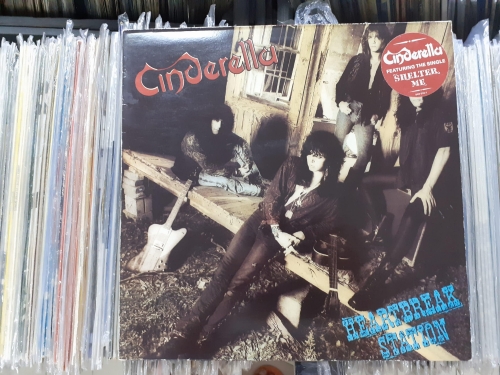 Cinderella
Cinderella
FEATURING THE SINGLE
SHELTER
ME
HEARTBREAK
STATION